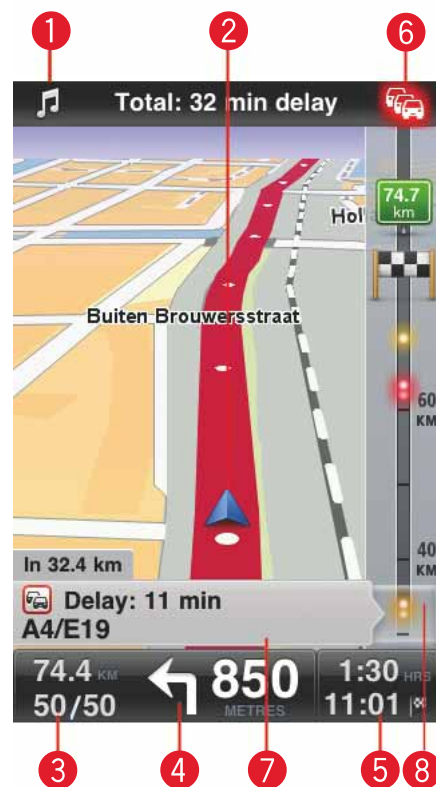 1
2
6
Total: 32 min delay
74.7
km
Hol
Buiten Brouwersstraat
60
KM
40
KM
In 32.4 km
Delay: 11 min
A4/E19
74.4 KM
50/50
850
METRES
1:30 HRS
11:01
3
4
7
5
8